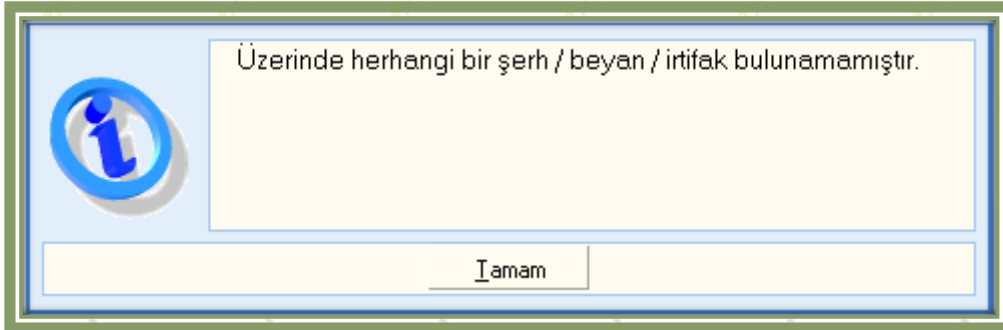 Üzerinde herhangi bir şerh / beyan / irtifak bulunamamıştır.
Tamam